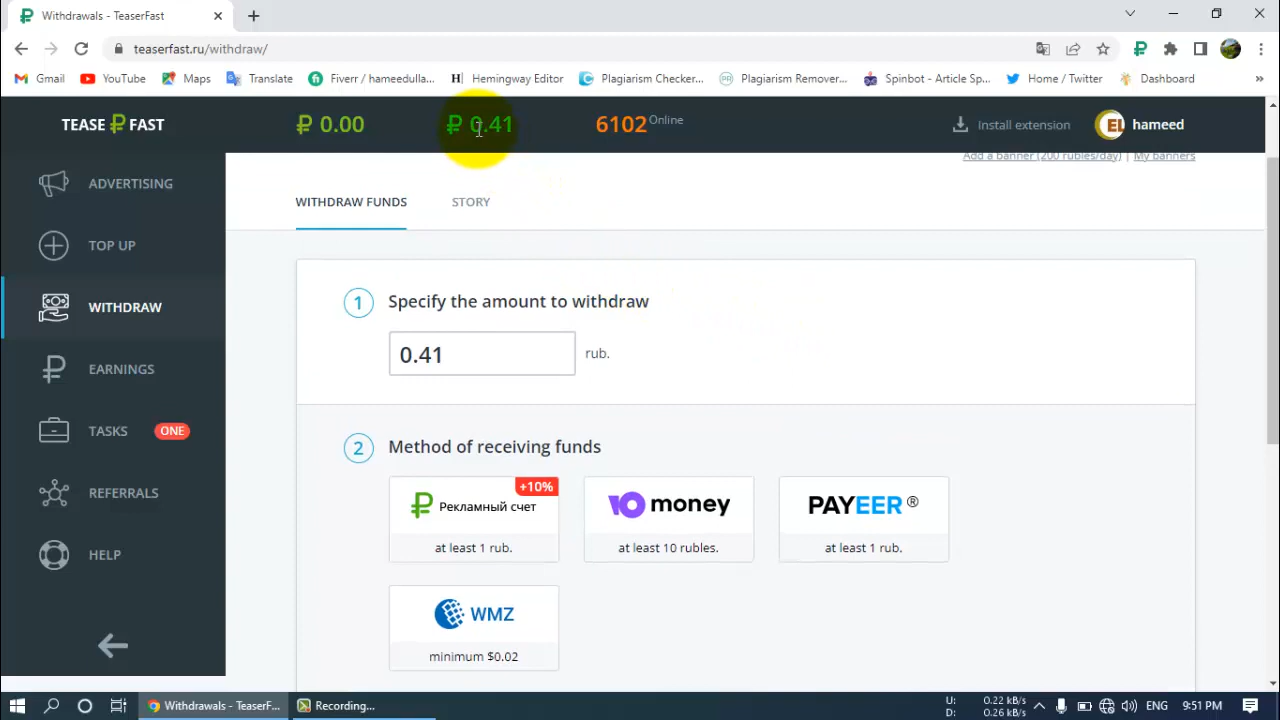 Withdrawals - TeaserFast
teaserfast.ru/withdraw/
Gmail YouTube Maps Translate Fiverr / hameedulla... Hemingway Editor Plagiarism Checker... Plagiarism Remover... Spinbot - Article Sp... Home / Twitter Dashboard »
TEASE ₽ FAST ₽ 0.00 ₽ 0.41 6102 Online Install extension hameed
Add a banner (200 rubles/day) | My banners
ADVERTISING
WITHDRAW FUNDS STORY
TOP UP
1 Specify the amount to withdraw
WITHDRAW
0.41 rub.
EARNINGS
TASKS ONE
2 Method of receiving funds
REFERRALS
+10%
₽ Рекламный счет ЮMoney PAYEER ®
at least 1 rub. at least 10 rubles. at least 1 rub.
HELP
WMZ
minimum $0.02
Withdrawals - TeaserF... Recording... U: 0.22 kB/s ENG 9:51 PM
D: 0.26 kB/s